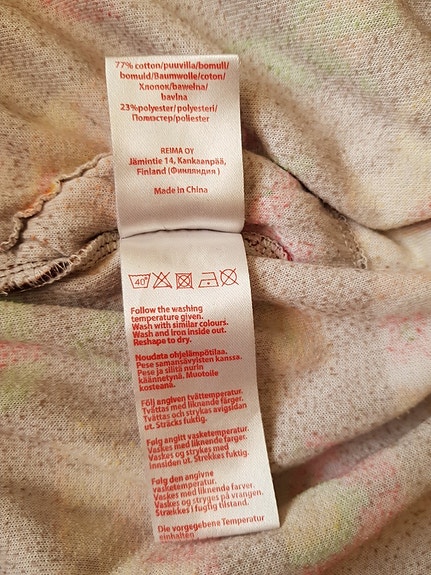 77% cotton/puuvilla/bomull/
bomuld/Baumwolle/coton/
Хлопок/bawełna/
bavlna
23%polyester/polyesteri/
Полиэстер/poliester
REIMA OY
Jämintie 14, Kankaanpää,
Finland (Финляндия )
Made in China
40°
Follow the washing
temperature given.
Wash with similar colours.
Wash and iron inside out.
Reshape to dry.
Noudata ohjelämpötilaa.
Pese samansävyisten kanssa.
Pese ja silitä nurin
käännetynä. Muotoile
kosteana.
Följ angiven tvättemperatur.
Tvättas med liknende färger.
Tvättas och strykas avigsidan
ut. Sträcks fuktig.
Følg angitt vasketemperatur.
Vaskes med liknende farger.
Vaskes og strykes med
innsiden ut. Strekkes fuktig.
Følg den angivne
vasketemperatur.
Vaskes med liknende farver.
Vaskes og stryges på vrangen.
Strækkes i fugtig tilstand.
Die vorgegebene Temperatur
einhalten.